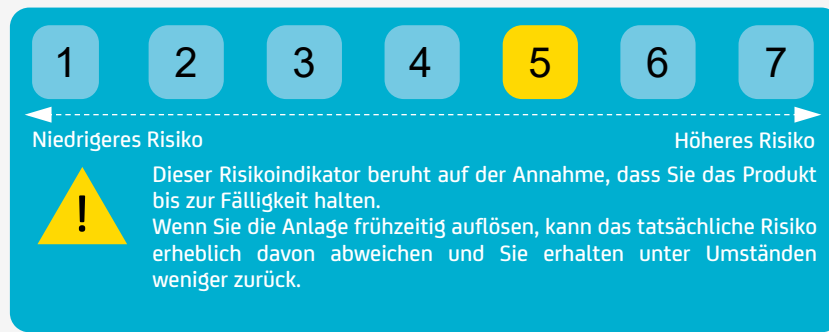 1 2 3 4 5 6 7
Niedrigeres Risiko Höheres Risiko
Dieser Risikoindikator beruht auf der Annahme, dass Sie das Produkt
bis zur Fälligkeit halten.
!
Wenn Sie die Anlage frühzeitig auflösen, kann das tatsächliche Risiko
erheblich davon abweichen und Sie erhalten unter Umständen
weniger zurück.